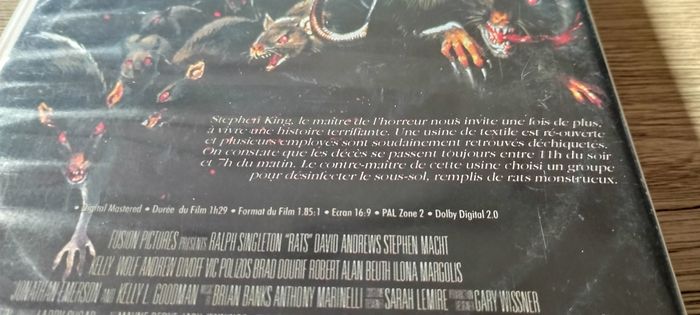 Stephen King, le maître de l'horreur nous invite une fois de plus,
à vivre une histoire terrifiante. Une usine de textile est ré-ouverte
et plusieurs employés sont soudainement retrouvés déchiquetés.
On constate que les décès se passent toujours entre 11h du soir
et 7h du matin. Le contre-maître de cette usine choisi un groupe
pour désinfecter le sous-sol, remplis de rats monstrueux.
• Digital Mastered • Durée du Film 1h29 • Format du Film 1.85:1 • Ecran 16:9 • PAL Zone 2 • Dolby Digital 2.0
FUSION PICTURES PRESENTS RALPH SINGLETON "RATS" DAVID ANDREWS STEPHEN MACHT
KELLY WOLF ANDREW DIVOFF VIC POLIZOS BRAD DOURIF ROBERT ALAN BEUTH ILONA MARGOLIS
JONATHAN EMERSON AND KELLY L. GOODMAN BRIAN BANKS ANTHONY MARINELLI SARAH LEMIRE GARY WISSNER